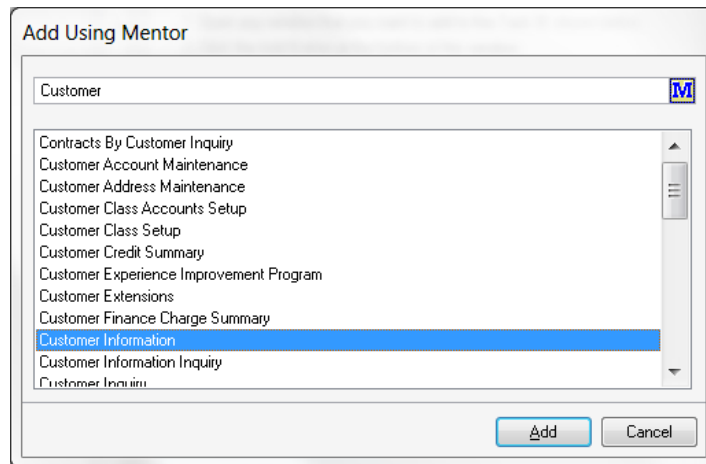 Add Using Mentor
Customer
M
Contracts By Customer Inquiry
Customer Account Maintenance
Customer Address Maintenance
Customer Class Accounts Setup
Customer Class Setup
Customer Credit Summary
Customer Experience Improvement Program
Customer Extensions
Customer Finance Charge Summary
Customer Information
Customer Information Inquiry
Customer Inquiry
Add
Cancel